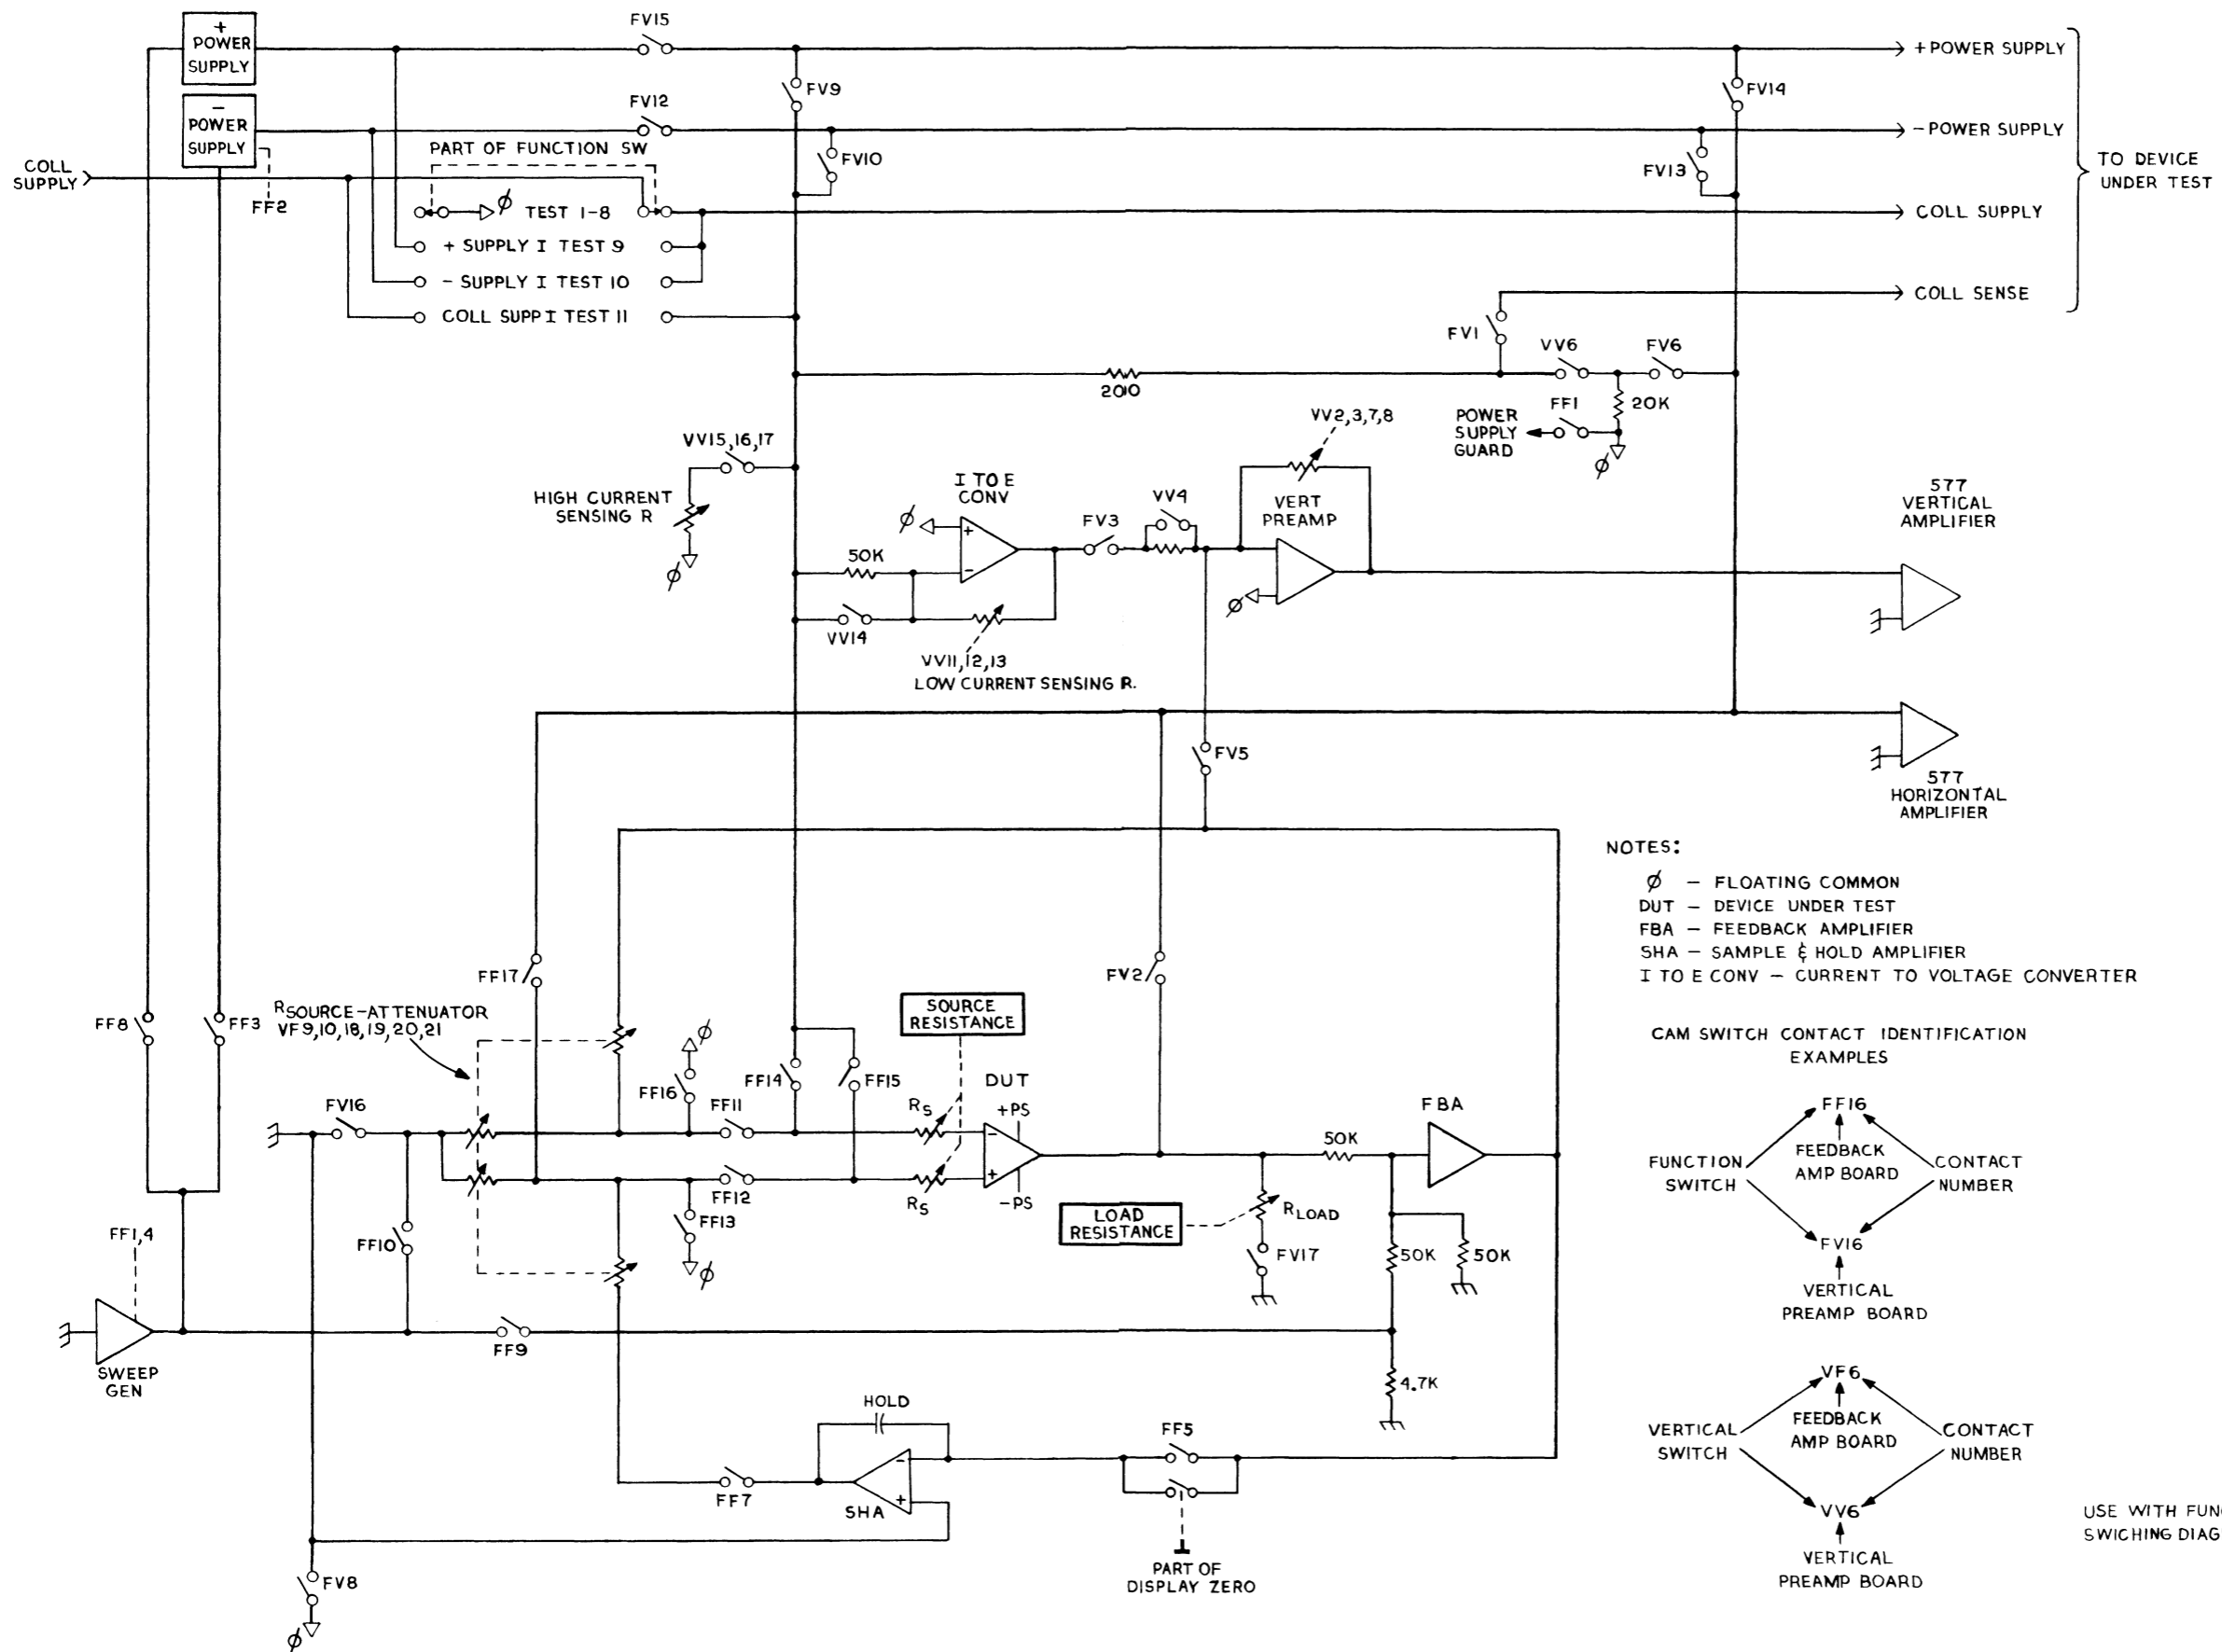 +
POWER
SUPPLY
FV15
+ POWER SUPPLY
FV9
FV14
−
POWER
SUPPLY
FV12
− POWER SUPPLY
PART OF FUNCTION SW
FV10
FV13
TO DEVICE
UNDER TEST
COLL
SUPPLY
FF2
ϕ
TEST 1-8
COLL SUPPLY
+ SUPPLY I TEST 9
− SUPPLY I TEST 10
COLL SUPP I TEST 11
COLL SENSE
FV1
VV6
FV6
2010
20K
FF1
POWER
SUPPLY
GUARD
ϕ
VV2,3,7,8
VV15,16,17
HIGH CURRENT
SENSING R
ϕ
I TO E
CONV
ϕ
+
−
50K
FV3
VV4
VERT
PREAMP
ϕ
577
VERTICAL
AMPLIFIER
VV14
VV11,12,13
LOW CURRENT SENSING R.
FV5
577
HORIZONTAL
AMPLIFIER
NOTES:
ϕ − FLOATING COMMON
DUT − DEVICE UNDER TEST
FBA − FEEDBACK AMPLIFIER
SHA − SAMPLE & HOLD AMPLIFIER
I TO E CONV − CURRENT TO VOLTAGE CONVERTER
FF17
FV2
RSOURCE-ATTENUATOR
VF9,10,18,19,20,21
SOURCE
RESISTANCE
FF8
FF3
ϕ
FF16
FF14
FF15
DUT
FV16
FF11
RS
+PS
−
+
−PS
FBA
50K
FF12
RS
FF13
ϕ
LOAD
RESISTANCE
RLOAD
FF1,4
FF10
FV17
50K
50K
SWEEP
GEN
FF9
4.7K
HOLD
FF5
−
+
FF7
SHA
PART OF
DISPLAY ZERO
FV8
ϕ
CAM SWITCH CONTACT IDENTIFICATION
EXAMPLES
FF16
FEEDBACK
AMP BOARD
FUNCTION
SWITCH
CONTACT
NUMBER
FV16
VERTICAL
PREAMP BOARD
VF6
FEEDBACK
AMP BOARD
VERTICAL
SWITCH
CONTACT
NUMBER
VV6
VERTICAL
PREAMP BOARD
USE WITH FUN
SWICHING DIAG